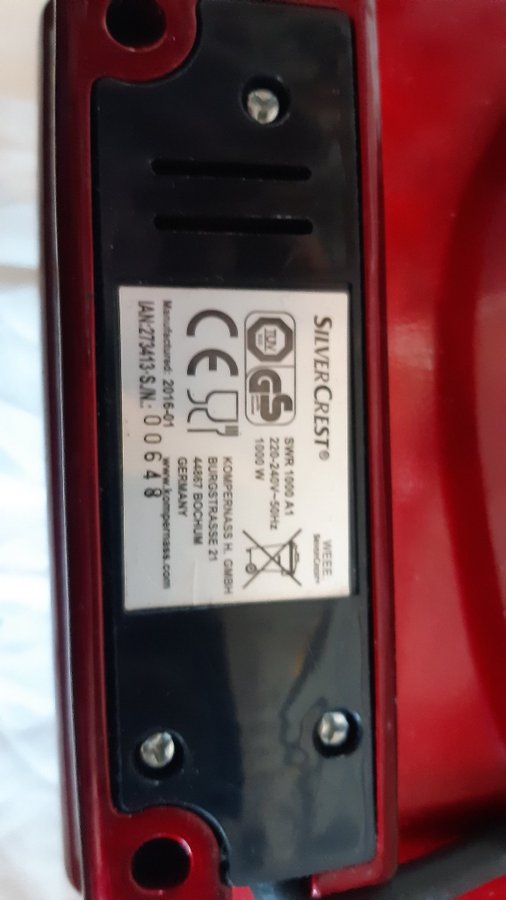 SILVERCREST®
SWR 1000 A1
220-240V~50Hz
1000 W
WEEE
TUV
GS
CE
KOMPERNASS H. GMBH
BURGSTRASSE 21
44867 BOCHUM
GERMANY
Manufactured: 2016-01
www.kompernass.com
IAN:273413·S./N.: 00648